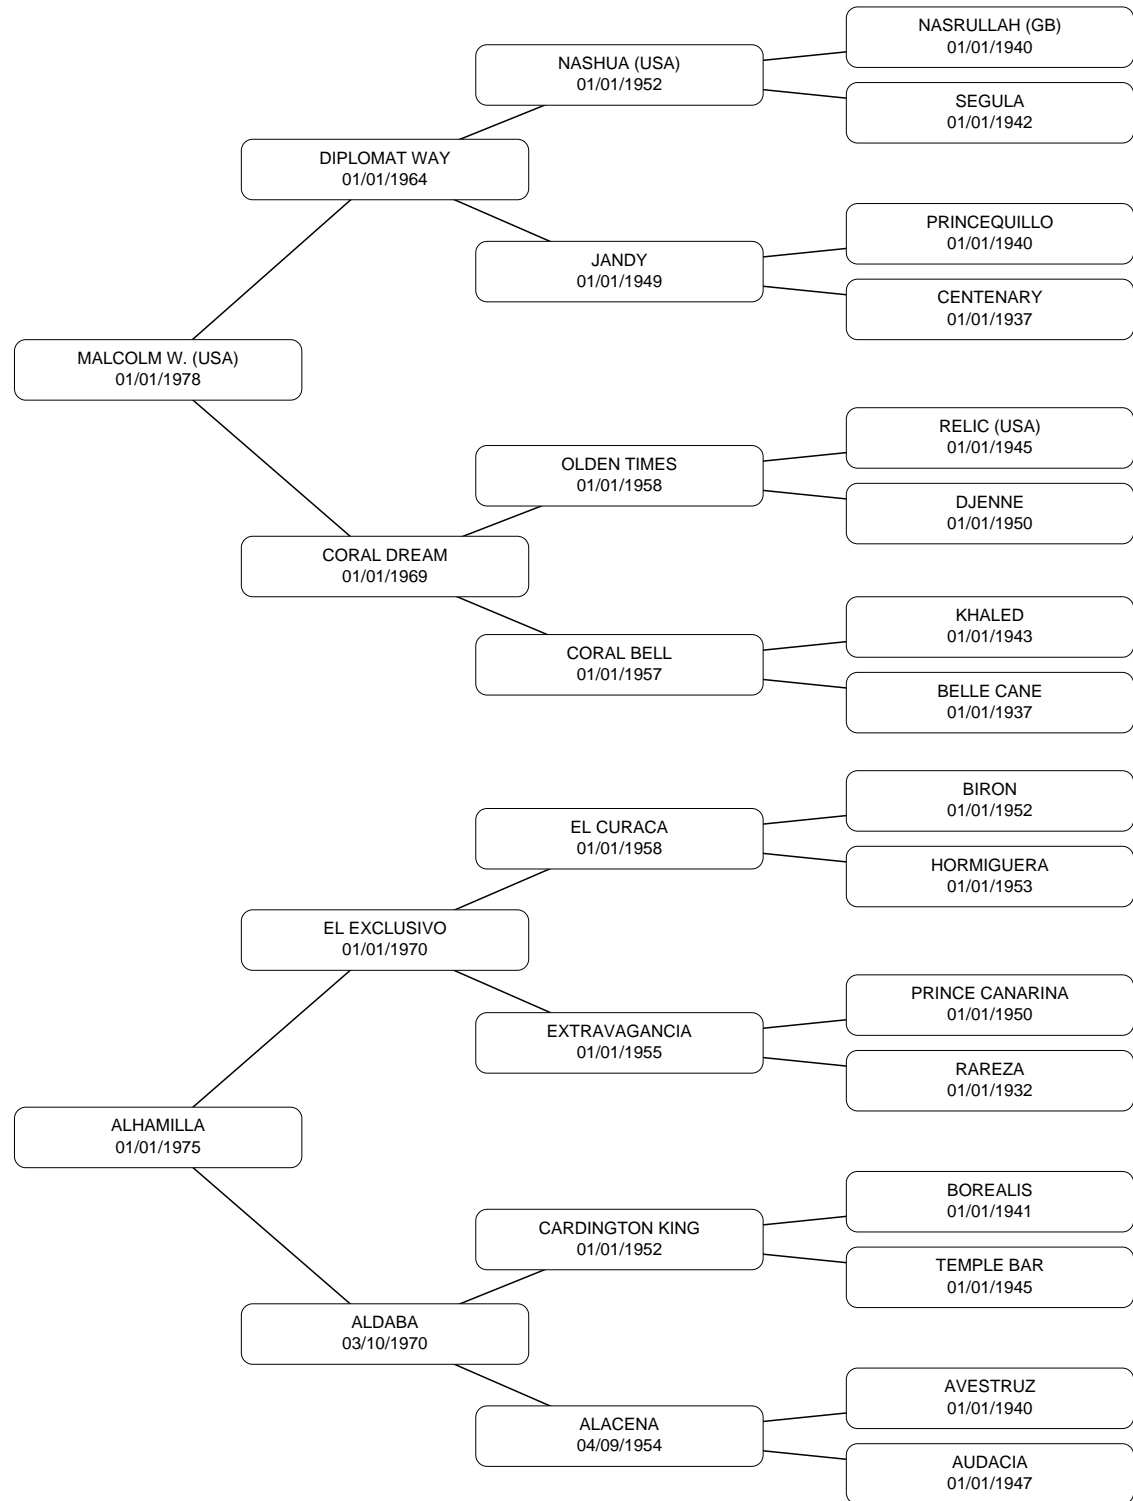 NASRULLAH (GB)
01/01/1940
NASHUA (USA)
01/01/1952
SEGULA
01/01/1942
DIPLOMAT WAY
01/01/1964
PRINCEQUILLO
01/01/1940
JANDY
01/01/1949
CENTENARY
01/01/1937
MALCOLM W. (USA)
01/01/1978
RELIC (USA)
01/01/1945
OLDEN TIMES
01/01/1958
DJENNE
01/01/1950
CORAL DREAM
01/01/1969
KHALED
01/01/1943
CORAL BELL
01/01/1957
BELLE CANE
01/01/1937
BIRON
01/01/1952
EL CURACA
01/01/1958
HORMIGUERA
01/01/1953
EL EXCLUSIVO
01/01/1970
PRINCE CANARINA
01/01/1950
EXTRAVAGANCIA
01/01/1955
RAREZA
01/01/1932
ALHAMILLA
01/01/1975
BOREALIS
01/01/1941
CARDINGTON KING
01/01/1952
TEMPLE BAR
01/01/1945
ALDABA
03/10/1970
AVESTRUZ
01/01/1940
ALACENA
04/09/1954
AUDACIA
01/01/1947